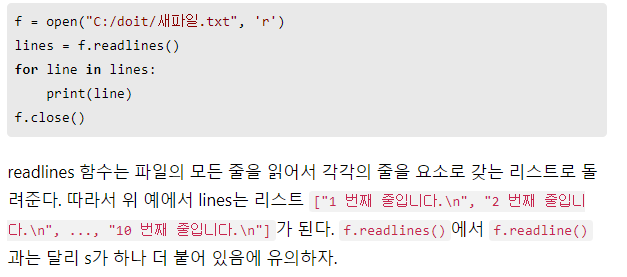 f = open("C:/doit/새파일.txt", 'r')
lines = f.readlines()
for line in lines:
    print(line)
f.close()
readlines 함수는 파일의 모든 줄을 읽어서 각각의 줄을 요소로 갖는 리스트로 돌
려준다. 따라서 위 예에서 lines는 리스트 ["1 번째 줄입니다.\n", "2 번째 줄입니
다.\n", ..., "10 번째 줄입니다.\n"] 가 된다. f.readlines() 에서 f.readline()
과는 달리 s가 하나 더 붙어 있음에 유의하자.